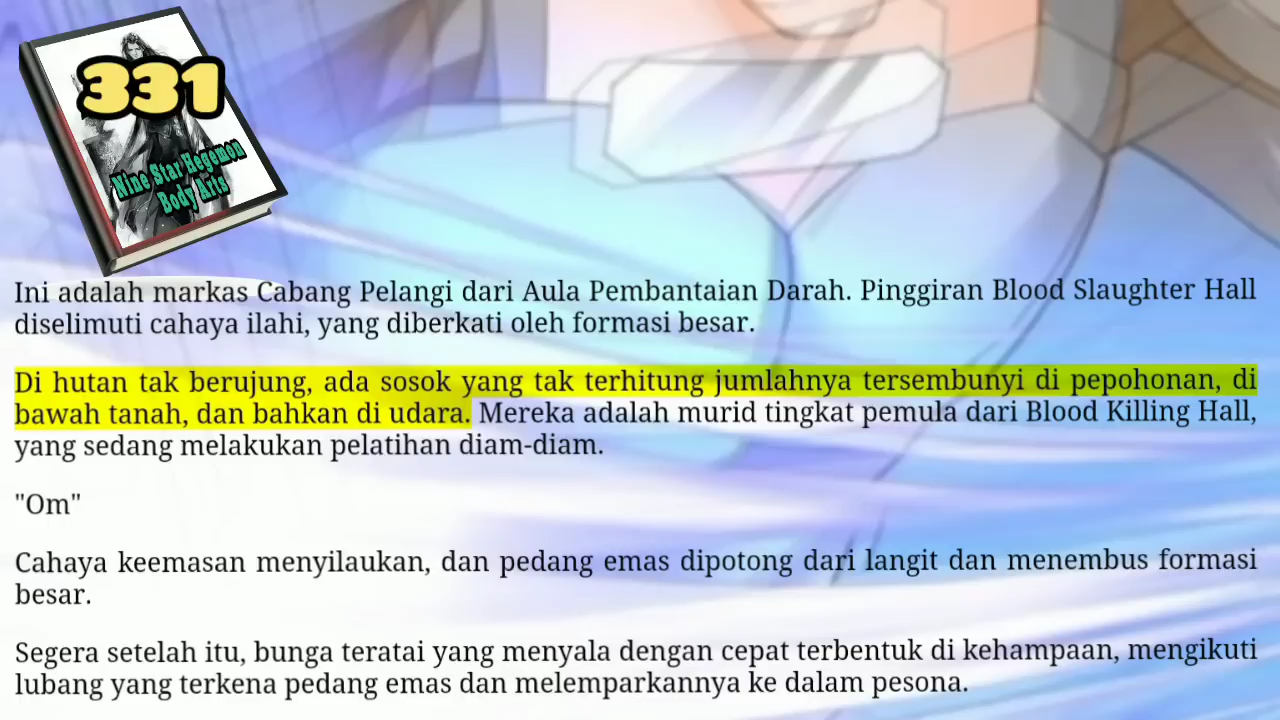 331
Nine Star Hegemon
Body Arts
Ini adalah markas Cabang Pelangi dari Aula Pembantaian Darah. Pinggiran Blood Slaughter Hall
diselimuti cahaya ilahi, yang diberkati oleh formasi besar.
Di hutan tak berujung, ada sosok yang tak terhitung jumlahnya tersembunyi di pepohonan, di
bawah tanah, dan bahkan di udara. Mereka adalah murid tingkat pemula dari Blood Killing Hall,
yang sedang melakukan pelatihan diam-diam.
"Om"
Cahaya keemasan menyilaukan, dan pedang emas dipotong dari langit dan menembus formasi
besar.
Segera setelah itu, bunga teratai yang menyala dengan cepat terbentuk di kehampaan, mengikuti
lubang yang terkena pedang emas dan melemparkannya ke dalam pesona.